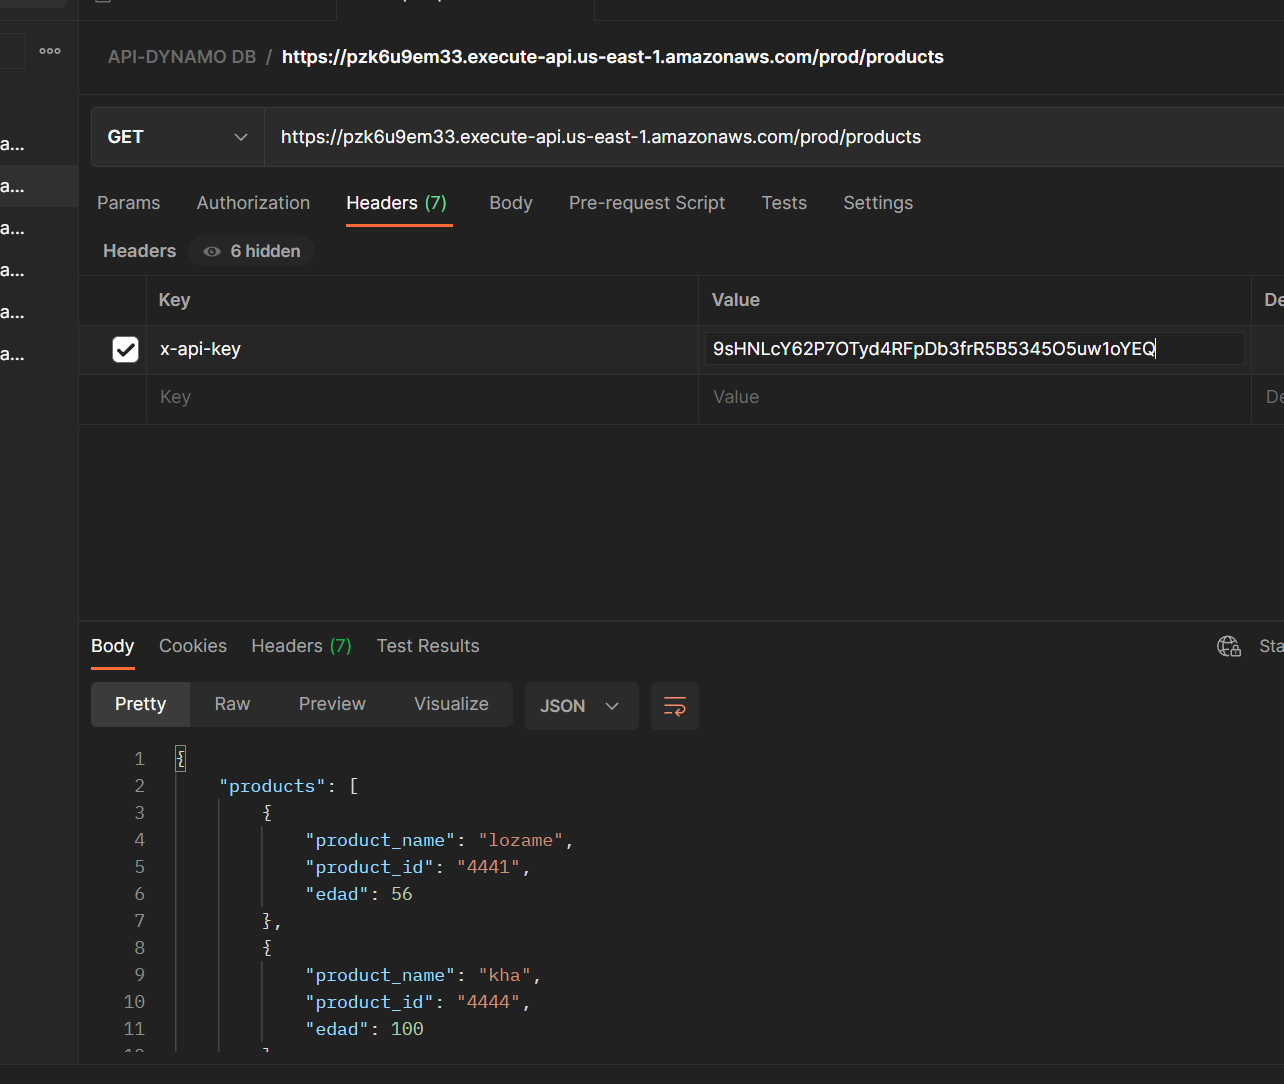 API-DYNAMO DB / https://pzk6u9em33.execute-api.us-east-1.amazonaws.com/prod/products
GET https://pzk6u9em33.execute-api.us-east-1.amazonaws.com/prod/products
a...
a...
a...
a...
a...
a...
Params Authorization Headers (7) Body Pre-request Script Tests Settings
Headers 6 hidden
Key Value De
x-api-key 9sHNLcY62P7OTyd4RFpDb3frR5B5345O5uw1oYEQ
Key Value De
Body Cookies Headers (7) Test Results Sta
Pretty Raw Preview Visualize JSON
1 {
2 "products": [
3 {
4 "product_name": "lozame",
5 "product_id": "4441",
6 "edad": 56
7 },
8 {
9 "product_name": "kha",
10 "product_id": "4444",
11 "edad": 100